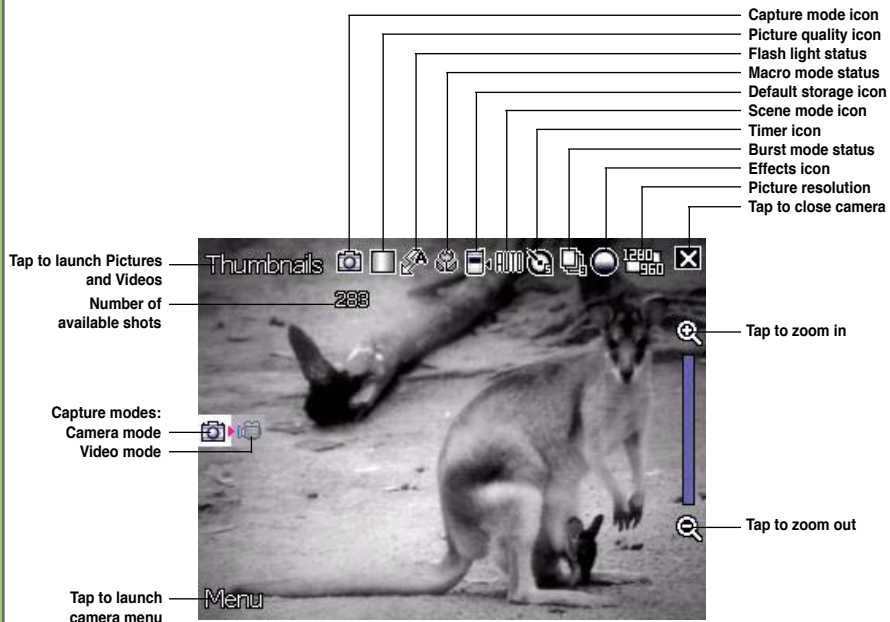 Capture mode icon
Picture quality icon
Flash light status
Macro mode status
Default storage icon
Scene mode icon
Timer icon
Burst mode status
Effects icon
Picture resolution
Tap to close camera
Tap to launch Pictures
and Videos
Thumbnails
A
AUTO
5
9
1280
960
Number of
available shots
283
Tap to zoom in
Capture modes:
Camera mode
Video mode
Tap to zoom out
Tap to launch
camera menu
Menu